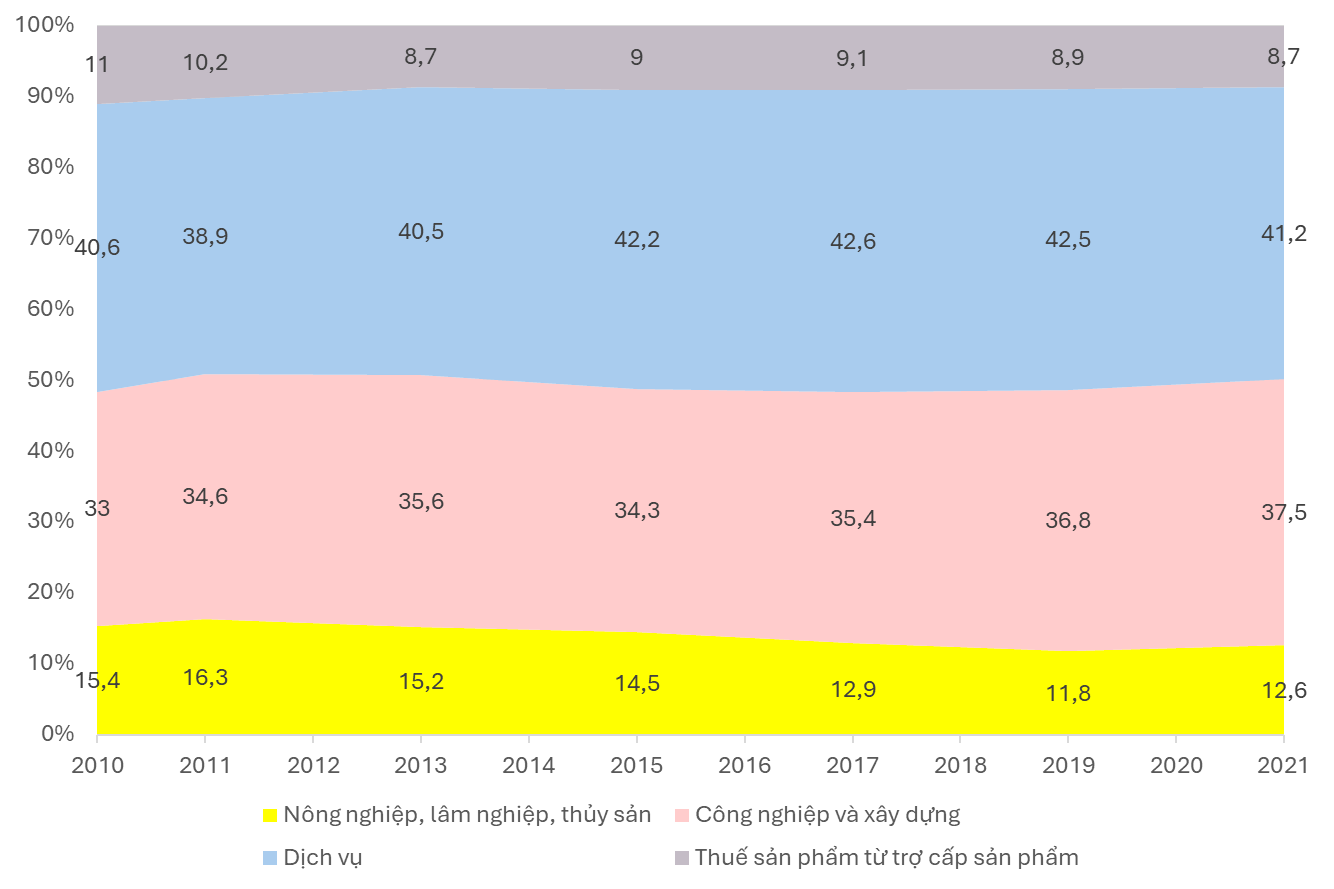 100%
11 10,2 8,7 9 9,1 8,9 8,7
90%
80%
70%
40,6 38,9 40,5 42,2 42,6 42,5 41,2
60%
50%
40%
33 34,6 35,6 34,3 35,4 36,8 37,5
30%
20%
10%
15,4 16,3 15,2 14,5 12,9 11,8 12,6
0%
2010 2011 2012 2013 2014 2015 2016 2017 2018 2019 2020 2021
Nông nghiệp, lâm nghiệp, thủy sản Công nghiệp và xây dựng
Dịch vụ Thuế sản phẩm từ trợ cấp sản phẩm